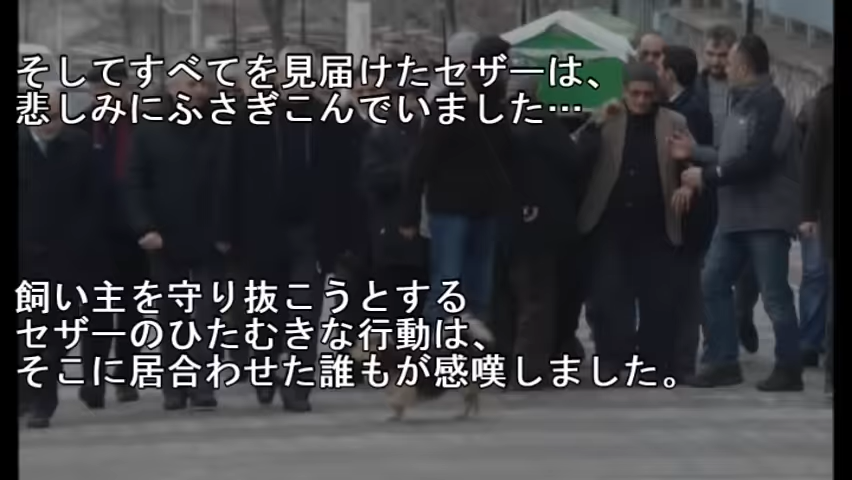 そしてすべてを見届けたセザーは、
悲しみにふさぎこんでいました…
飼い主を守り抜こうとする
セザーのひたむきな行動は、
そこに居合わせた誰もが感嘆しました。